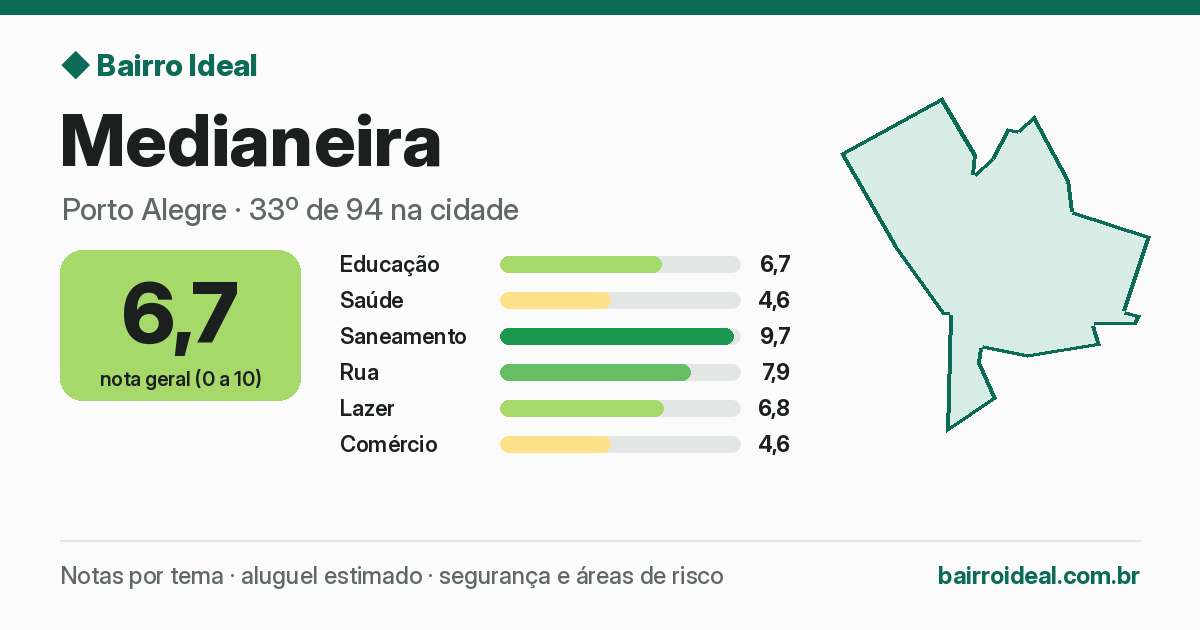 Bairro Ideal
Medianeira
Porto Alegre · 33º de 94 na cidade
6,7
nota geral (0 a 10)
Educação 6,7
Saúde 4,6
Saneamento 9,7
Rua 7,9
Lazer 6,8
Comércio 4,6
Notas por tema · aluguel estimado · segurança e áreas de risco
bairroideal.com.br